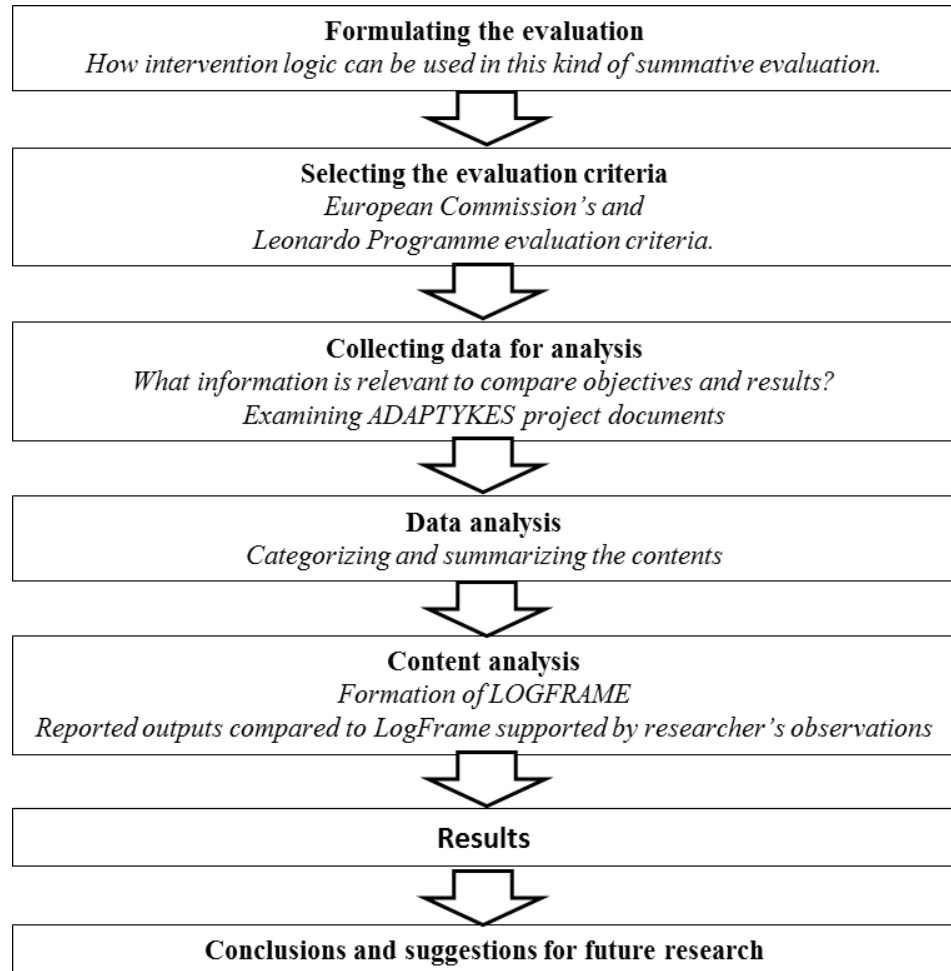 Formulating the evaluation
How intervention logic can be used in this kind of summative evaluation.
Selecting the evaluation criteria
European Commission’s and
Leonardo Programme evaluation criteria.
Collecting data for analysis
What information is relevant to compare objectives and results?
Examining ADAPTYKES project documents
Data analysis
Categorizing and summarizing the contents
Content analysis
Formation of LOGFRAME
Reported outputs compared to LogFrame supported by researcher’s observations
Results
Conclusions and suggestions for future research